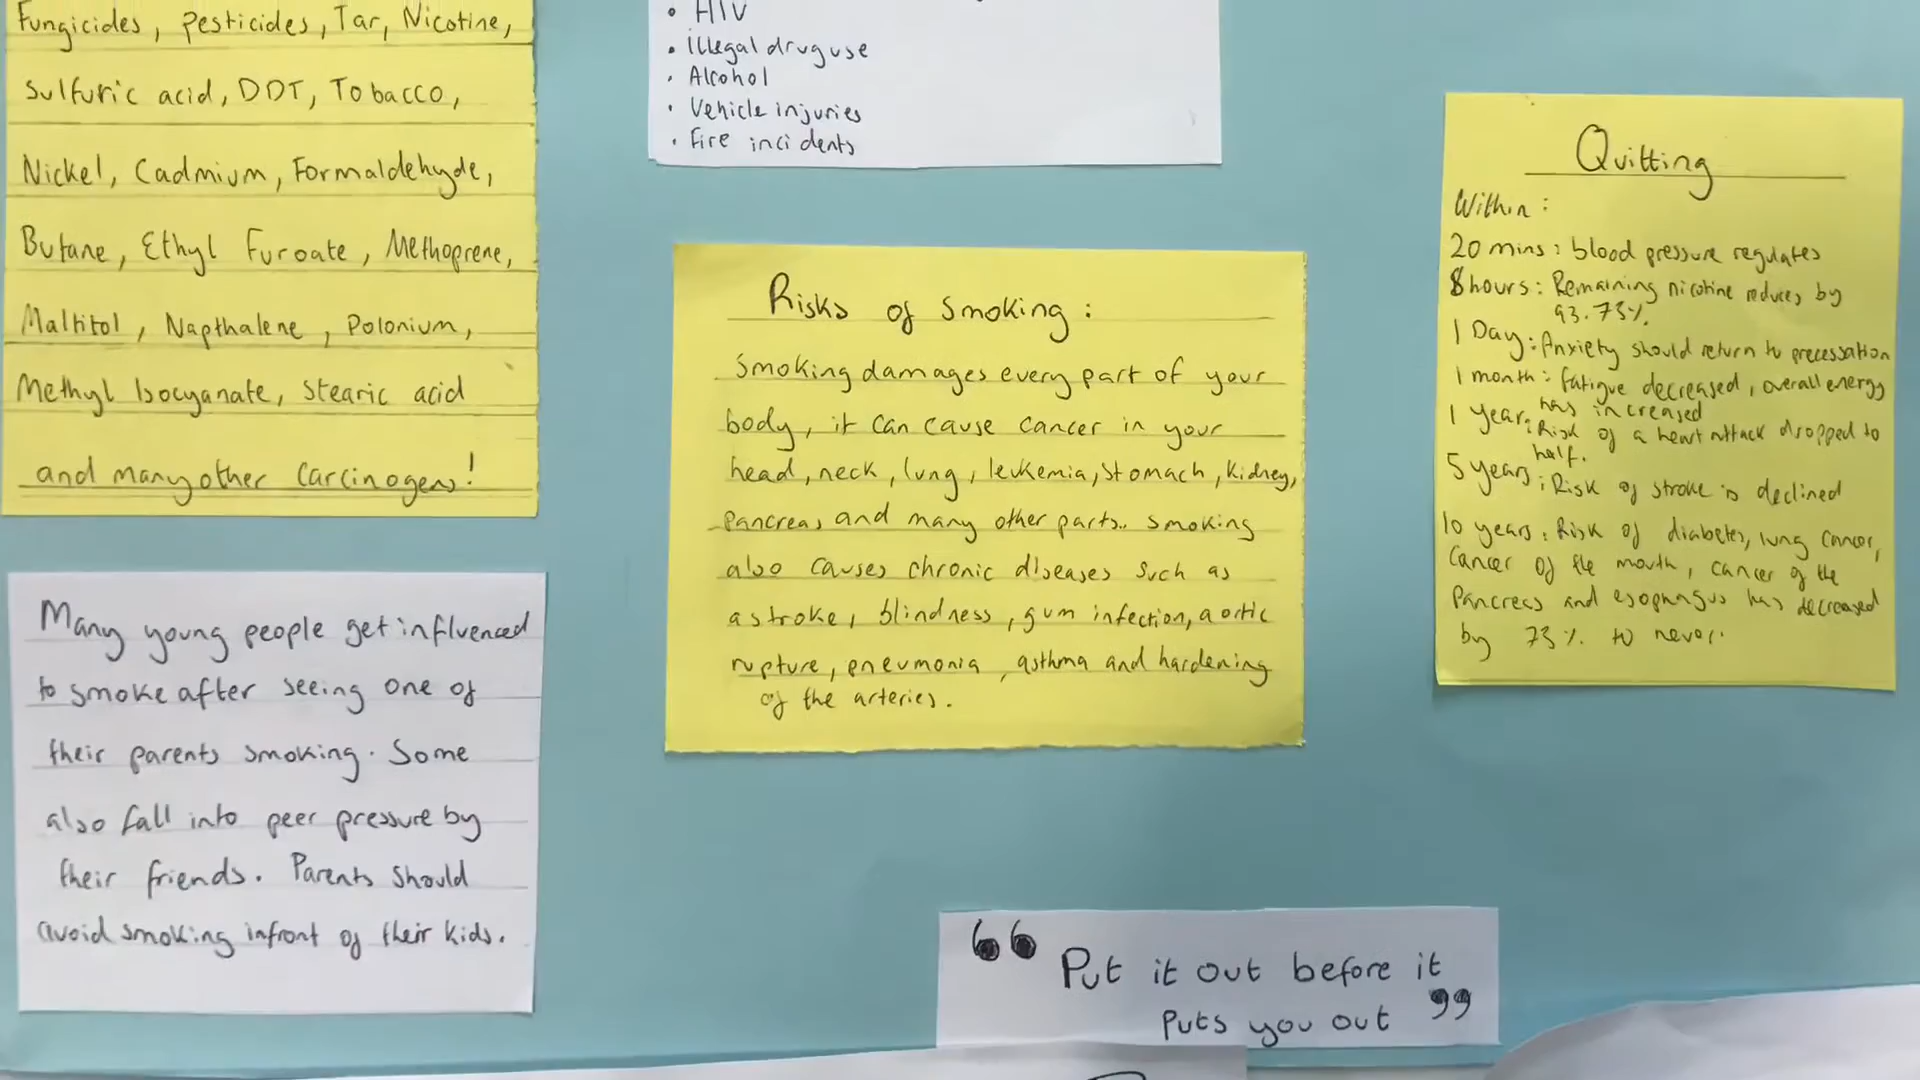 Fungicides, pesticides, Tar, Nicotine,
Sulfuric acid, DDT, Tobacco,
Nickel, Cadmium, Formaldehyde,
Butane, Ethyl Furoate, Methoprene,
Maltitol, Napthalene, Polonium,
Methyl Isocyanate, Stearic acid
and many other Carcinogens!
Many young people get influenced
to smoke after seeing one of
their parents smoking. Some
also fall into peer pressure by
their friends. Parents should
avoid smoking infront of their kids.
• HIV
• Illegal drug use
• Alcohol
• Vehicle injuries
• Fire incidents
Risks of smoking:
Smoking damages every part of your
body, it can cause cancer in your
head, neck, lung, leukemia, stomach, kidney,
pancreas and many other parts.. smoking
also causes chronic diseases such as
a stroke, blindness, gum infection, aortic
rupture, pneumonia, asthma and hardening
of the arteries.
Quitting
Within:
20 mins: blood pressure regulates
8 hours: Remaining nicotine reduces by
93.75%
1 Day: Anxiety should return to precessation
1 month: fatigue decreased, overall energy
has increased
1 year: Risk of a heart attack dropped to
half.
5 years: Risk of stroke is declined
10 years: Risk of diabetes, lung cancer,
cancer of the mouth, cancer of the
Pancreas and esophagus has decreased
by 73% to never.
“ Put it out before it
puts you out ”